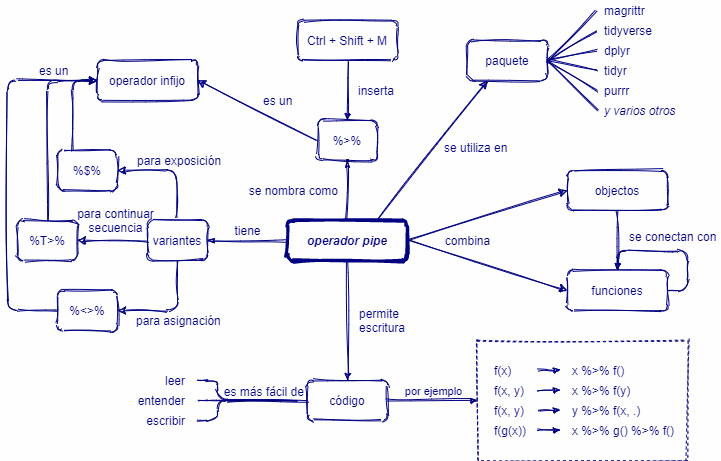 magrittr
tidyverse
dplyr
tidyr
purrr
y varios otros
paquete
Ctrl + Shift + M
es un
operador infijo
inserta
es un
%>%
se utiliza en
para exposición
%$%
se nombra como
objectos
para continuar
secuencia
%T>%
variantes
tiene
operador pipe
combina
se conectan con
%<>%
para asignación
funciones
permite
escritura
leer
entender
escribir
es más fácil de
código
por ejemplo
f(x) x %>% f()
f(x, y) x %>% f(y)
f(x, y) y %>% f(x, .)
f(g(x)) x %>% g() %>% f()